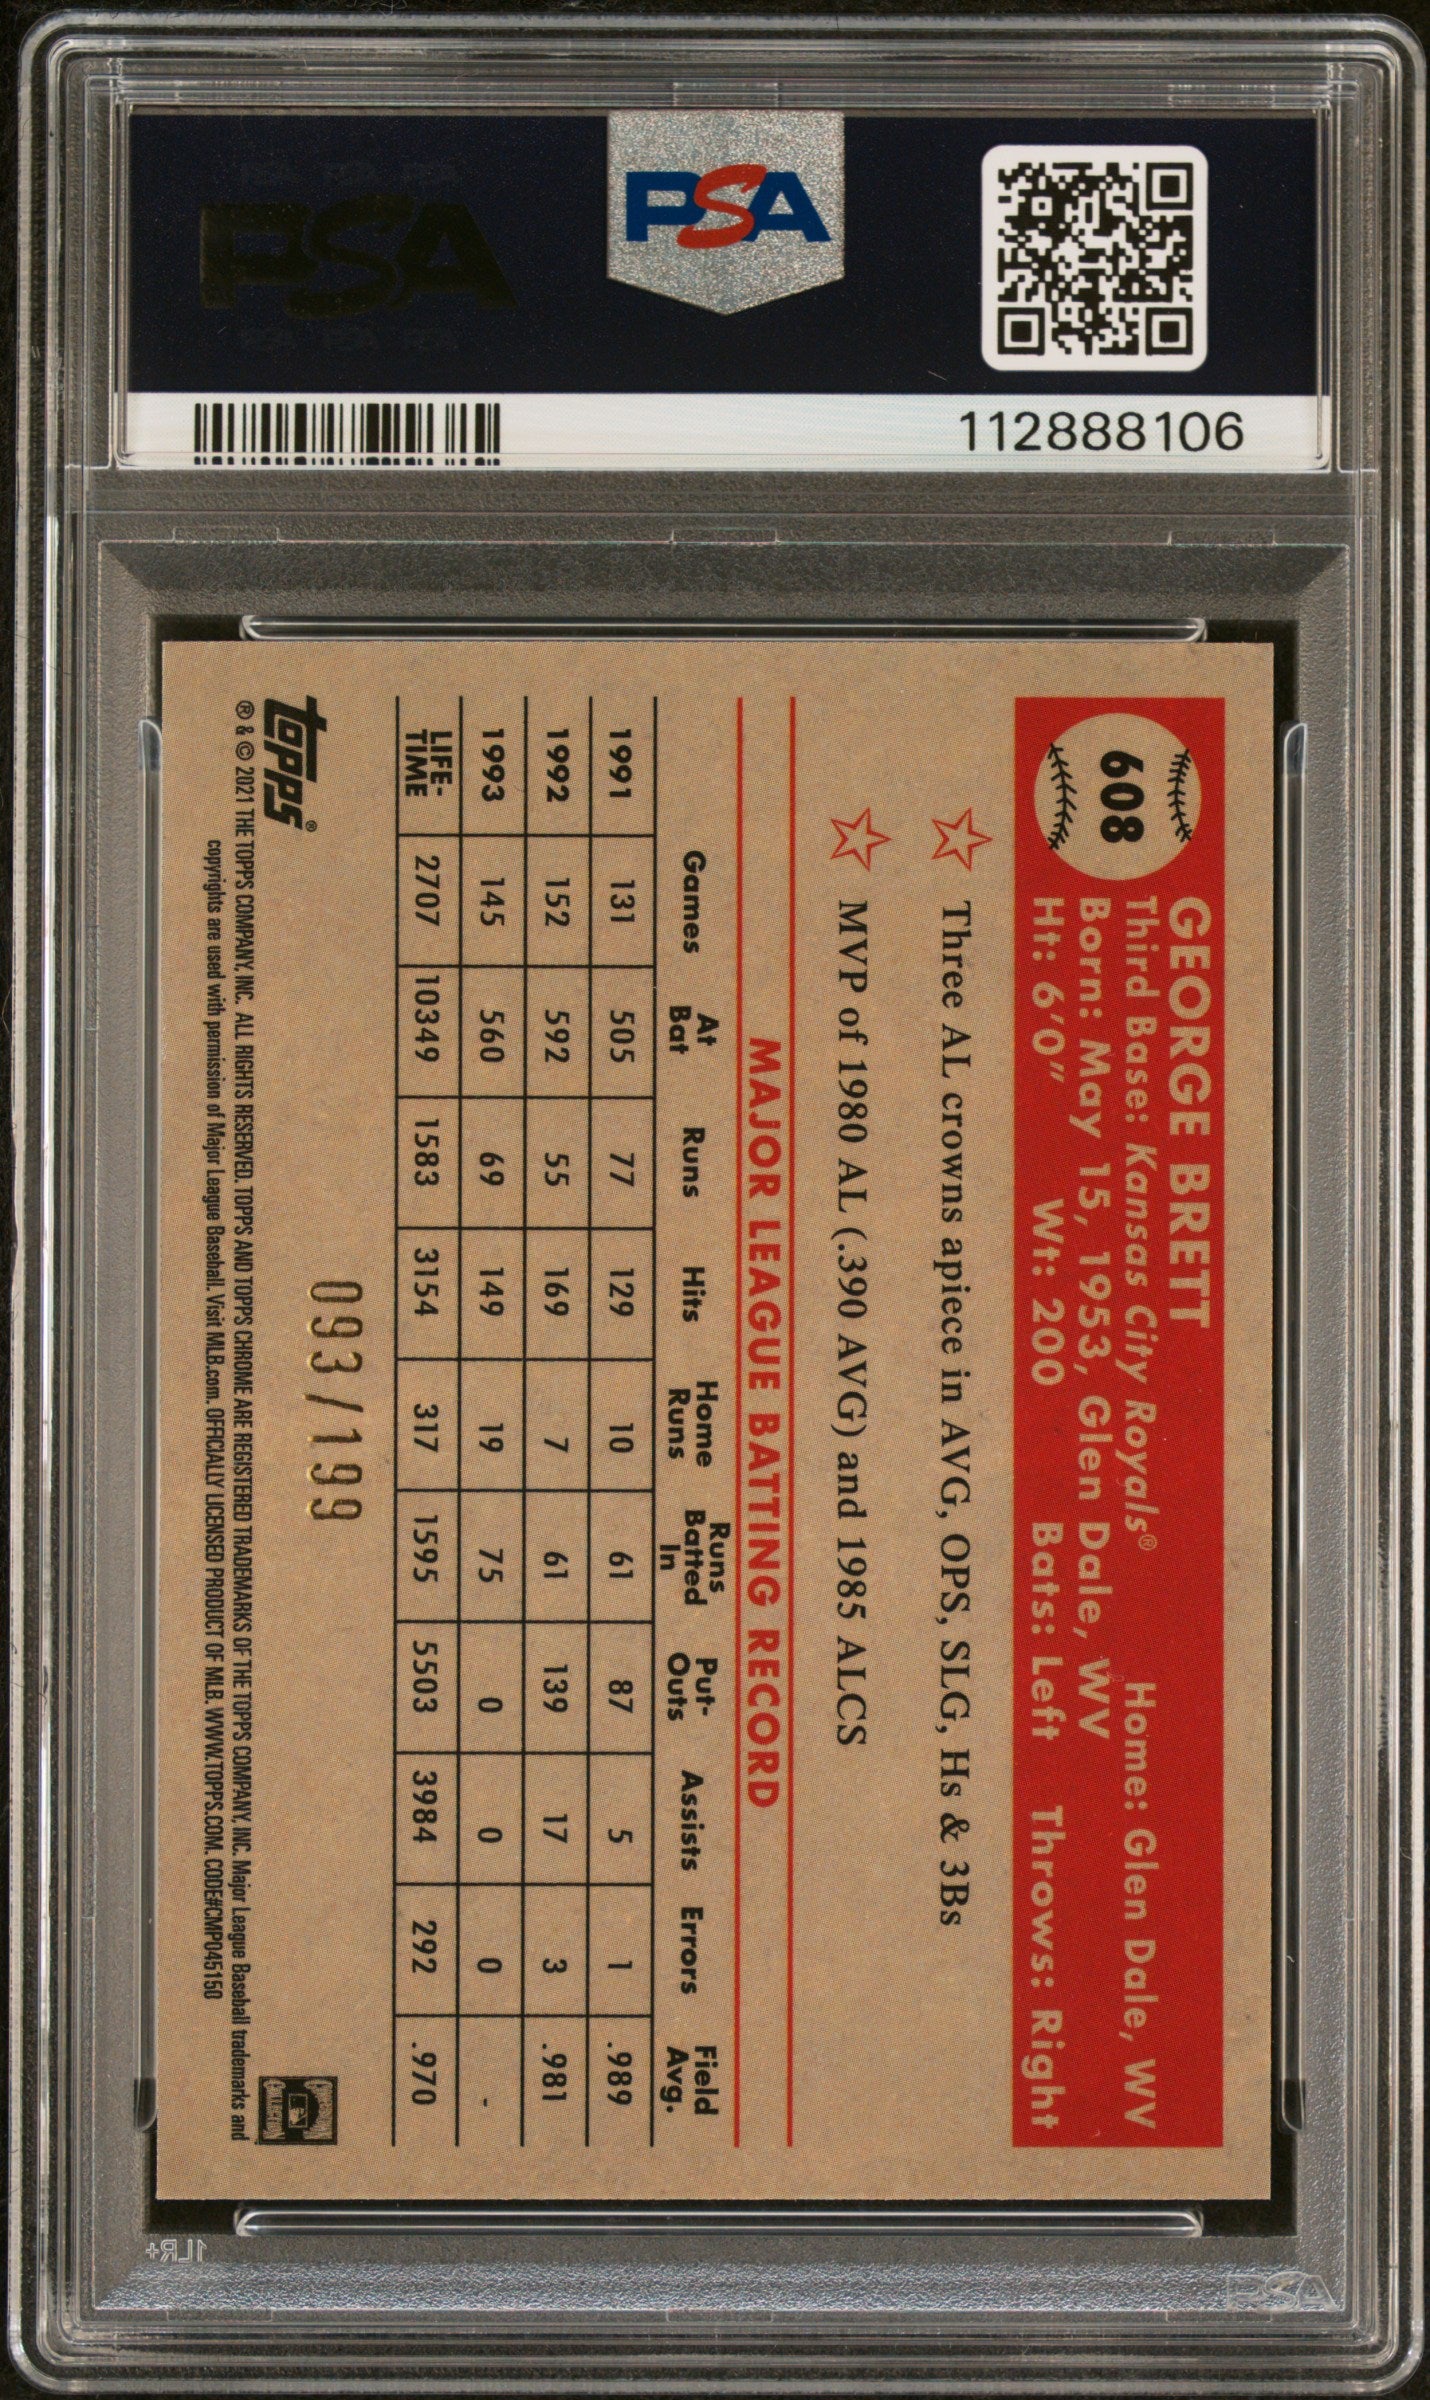 PSA
PSA
112888106
608
GEORGE BRETT
Third Base: Kansas City Royals® Home: Glen Dale, WV
Born: May 15, 1953, Glen Dale, WV
Ht: 6'0" Wt: 200 Bats: Left Throws: Right
Three AL crowns apiece in AVG, OPS, SLG, Hs & 3Bs
MVP of 1980 AL (.390 AVG) and 1985 ALCS
MAJOR LEAGUE BATTING RECORD
Games At Bat Runs Hits Home Runs Runs Batted In Put-Outs Assists Errors Field Avg.
1991 131 505 77 129 10 61 87 5 1 .989
1992 152 592 55 169 7 61 139 17 3 .981
1993 145 560 69 149 19 75 0 0 0 -
LIFE-TIME 2707 10349 1583 3154 317 1595 5503 3984 292 .970
093/199
Topps®
® & © 2021 THE TOPPS COMPANY, INC. ALL RIGHTS RESERVED. TOPPS AND TOPPS CHROME ARE REGISTERED TRADEMARKS OF THE TOPPS COMPANY, INC. Major League Baseball trademarks and
copyrights are used with permission of Major League Baseball. Visit MLB.com. OFFICIALLY LICENSED PRODUCT OF MLB. WWW.TOPPS.COM. CODE#CMP045150
COOPERSTOWN
COLLECTION
1LR+
PSA